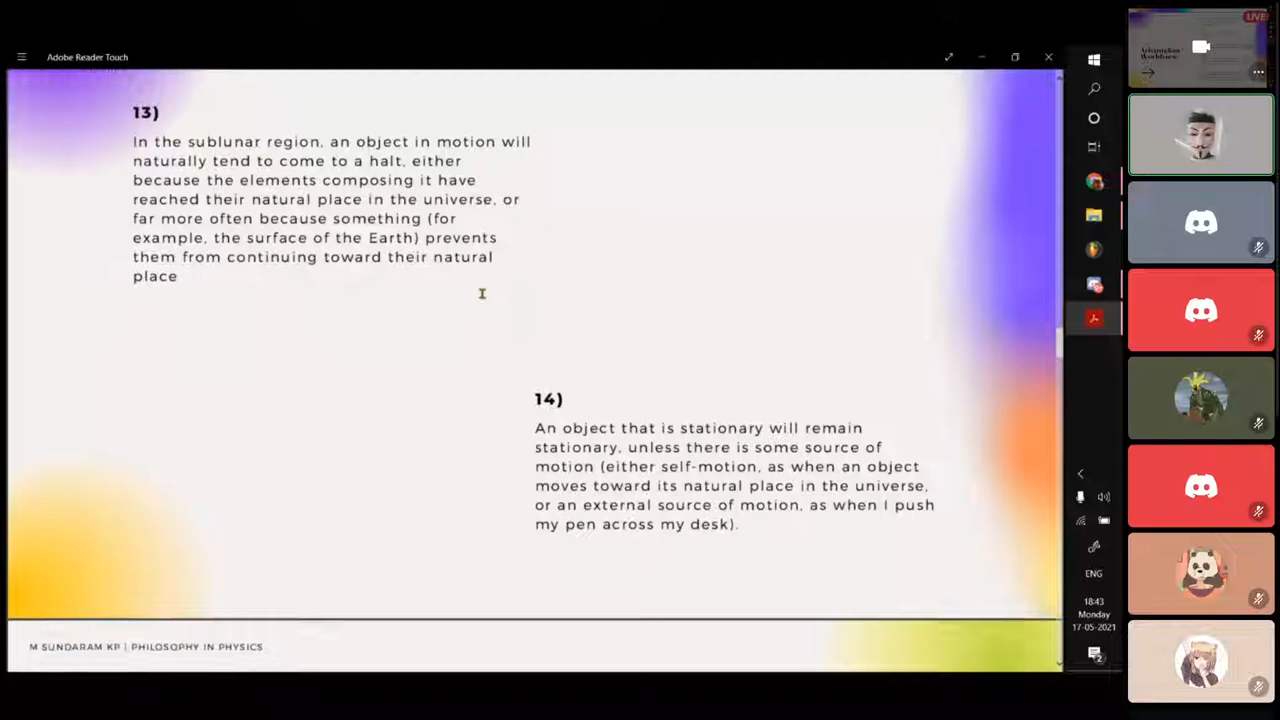 Adobe Reader Touch
LIVE
Aristotelian
Worldview:
13)
In the sublunar region, an object in motion will
naturally tend to come to a halt, either
because the elements composing it have
reached their natural place in the universe, or
far more often because something (for
example, the surface of the Earth) prevents
them from continuing toward their natural
place
14)
An object that is stationary will remain
stationary, unless there is some source of
motion (either self-motion, as when an object
moves toward its natural place in the universe,
or an external source of motion, as when I push
my pen across my desk).
M SUNDARAM KP | PHILOSOPHY IN PHYSICS
ENG
18:43
Monday
17-05-2021
2